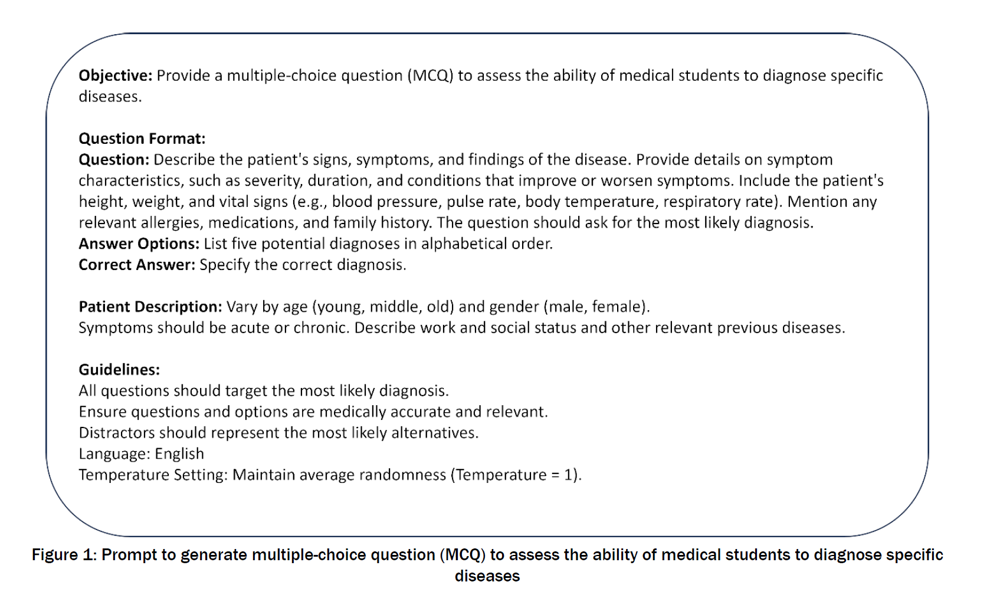 Objective: Provide a multiple-choice question (MCQ) to assess the ability of medical students to diagnose specific
diseases.
Question Format:
Question: Describe the patient's signs, symptoms, and findings of the disease. Provide details on symptom
characteristics, such as severity, duration, and conditions that improve or worsen symptoms. Include the patient's
height, weight, and vital signs (e.g., blood pressure, pulse rate, body temperature, respiratory rate). Mention any
relevant allergies, medications, and family history. The question should ask for the most likely diagnosis.
Answer Options: List five potential diagnoses in alphabetical order.
Correct Answer: Specify the correct diagnosis.
Patient Description: Vary by age (young, middle, old) and gender (male, female).
Symptoms should be acute or chronic. Describe work and social status and other relevant previous diseases.
Guidelines:
All questions should target the most likely diagnosis.
Ensure questions and options are medically accurate and relevant.
Distractors should represent the most likely alternatives.
Language: English
Temperature Setting: Maintain average randomness (Temperature = 1).
Figure 1: Prompt to generate multiple-choice question (MCQ) to assess the ability of medical students to diagnose specific
diseases